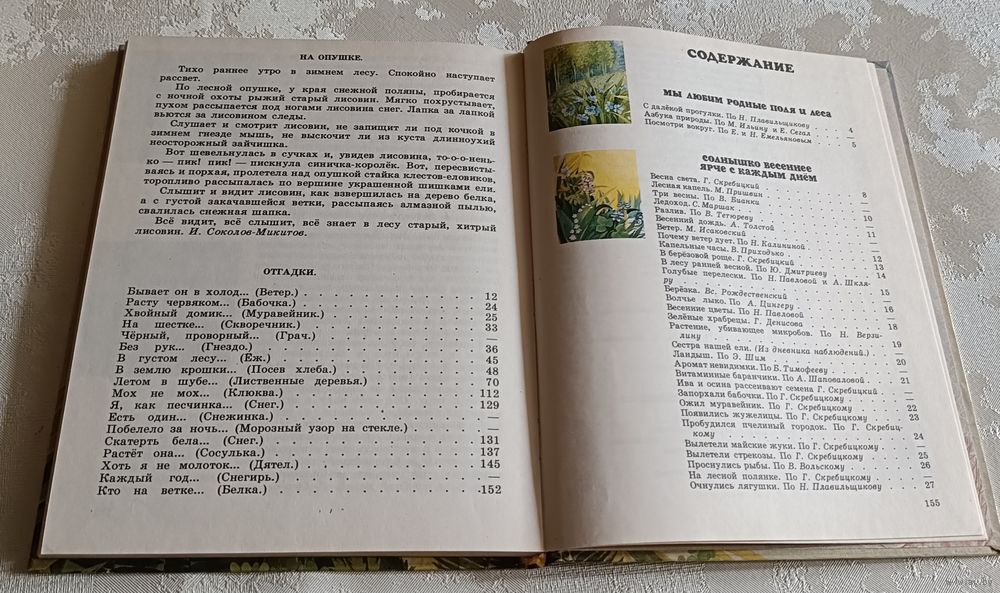 НА ОПУШКЕ.
Тихо раннее утро в зимнем лесу. Спокойно наступает
рассвет.
По лесной опушке, у края снежной поляны, пробирается
с ночной охоты рыжий старый лисовин. Мягко похрустывает,
пухом рассыпается под ногами лисовина снег. Лапка за лапкой
вьются за лисовином следы.
Слушает и смотрит лисовин, не запищит ли под кочкой в
зимнем гнезде мышь, не выскочит ли из куста длинноухий
неосторожный зайчишка.
Вот шевельнулась в сучках и, увидев лисовина, то-о-о-нень-
ко — пик! пик! — пискнула синичка-королёк. Вот, пересвисты-
ваясь и порхая, пролетела над опушкой стайка клестов-еловиков,
торопливо рассыпалась по вершине украшенной шишками ели.
Слышит и видит лисовин, как взвершилась на дерево белка,
а с густой закачавшейся ветки, рассыпаясь алмазной пылью,
свалилась снежная шапка.
Всё видит, всё слышит, всё знает в лесу старый, хитрый
лисовин. И. Соколов-Микитов.
ОТГАДКИ.
Бывает он в холод... (Ветер.) . . . . . . . . . . 12
Расту червяком... (Бабочка.) . . . . . . . . . . 24
Хвойный домик... (Муравейник.) . . . . . . . . . . 25
На шестке... (Скворечник.) . . . . . . . . . . 33
Чёрный, проворный... (Грач.) . . . . . . . . . . —
Без рук... (Гнездо.) . . . . . . . . . . 36
В густом лесу... (Ёж.) . . . . . . . . . . 45
В землю крошки... (Посев хлеба.) . . . . . . . . . . 48
Летом в шубе... (Лиственные деревья.) . . . . . . . . . . 70
Мох не мох... (Клюква.) . . . . . . . . . . 112
Я, как песчинка... (Снег.) . . . . . . . . . . 129
Есть один... (Снежинка.) . . . . . . . . . . —
Побелело за ночь... (Морозный узор на стекле.) . . . . . . —
Скатерть бела... (Снег.) . . . . . . . . . . 131
Растёт она... (Сосулька.) . . . . . . . . . . 137
Хоть я не молоток... (Дятел.) . . . . . . . . . . 145
Каждый год... (Снегирь.) . . . . . . . . . . —
Кто на ветке... (Белка.) . . . . . . . . . . 152
СОДЕРЖАНИЕ
МЫ ЛЮБИМ РОДНЫЕ ПОЛЯ И ЛЕСА
С далёкой прогулки. По Н. Плавильщикову . . . . 4
Азбука природы. По М. Ильину и Е. Сегал . . . . —
Посмотри вокруг. По Е. и Н. Емельяновым . . . . 5
СОЛНЫШКО ВЕСЕННЕЕ
ЯРЧЕ С КАЖДЫМ ДНЁМ
Весна света. Г. Скребицкий . . . . . .
Лесная капель. М. Пришвин . . . . . . 8
Три весны. По В. Бианки . . . . . . —
Ледоход. С. Маршак . . . . . .
Разлив. По В. Тетюреву . . . . . . 10
Весенний дождь. А. Толстой . . . . . . —
Ветер. М. Исаковский . . . . . . 11
Почему ветер дует. По Н. Калининой . . . . . . —
Капельные часы. В. Приходько . . . . . . 12
В берёзовой роще. Г. Скребицкий . . . . . . 13
В лесу ранней весной. По Ю. Дмитриеву . . . . . . 14
Голубые перелески. По Н. Павловой и А. Шкля-
ру . . . . . . 15
Берёзка. Вс. Рождественский . . . . . . —
Волчье лыко. По А. Цингеру . . . . . . 16
Весенние цветы. По Н. Павловой . . . . . . —
Зелёные храбрецы. Г. Денисова . . . . . . 18
Растение, убивающее микробов. По Н. Верзи-
лину . . . . . . 19
Сестра нашей ели. (Из дневника наблюдений.) . . —
Ландыш. По Э. Шим . . . . . . 20
Аромат невидимки. По Б. Тимофееву . . . . . . —
Витаминные баранчики. По А. Шаповаловой . . . . 21
Ива и осина рассеивают семена Г. Скребицкий . . —
Запорхали бабочки. По Г. Скребицкому . . . . —
Ожил муравейник. По Г. Скребицкому . . . . 22
Появились жужелицы. По Г. Скребицкому . . . . 23
Пробудился пчелиный городок. По Г. Скребиц-
кому . . . . . . 24
Вылетели майские жуки. По Г. Скребицкому . . . . —
Вылетели стрекозы. По Г. Скребицкому . . . . 25
Проснулись рыбы. По В. Вольскому . . . . 26
На лесной полянке. По Г. Скребицкому . . . . —
Очнулись лягушки. По Н. Плавильщикову . . . . 27
155